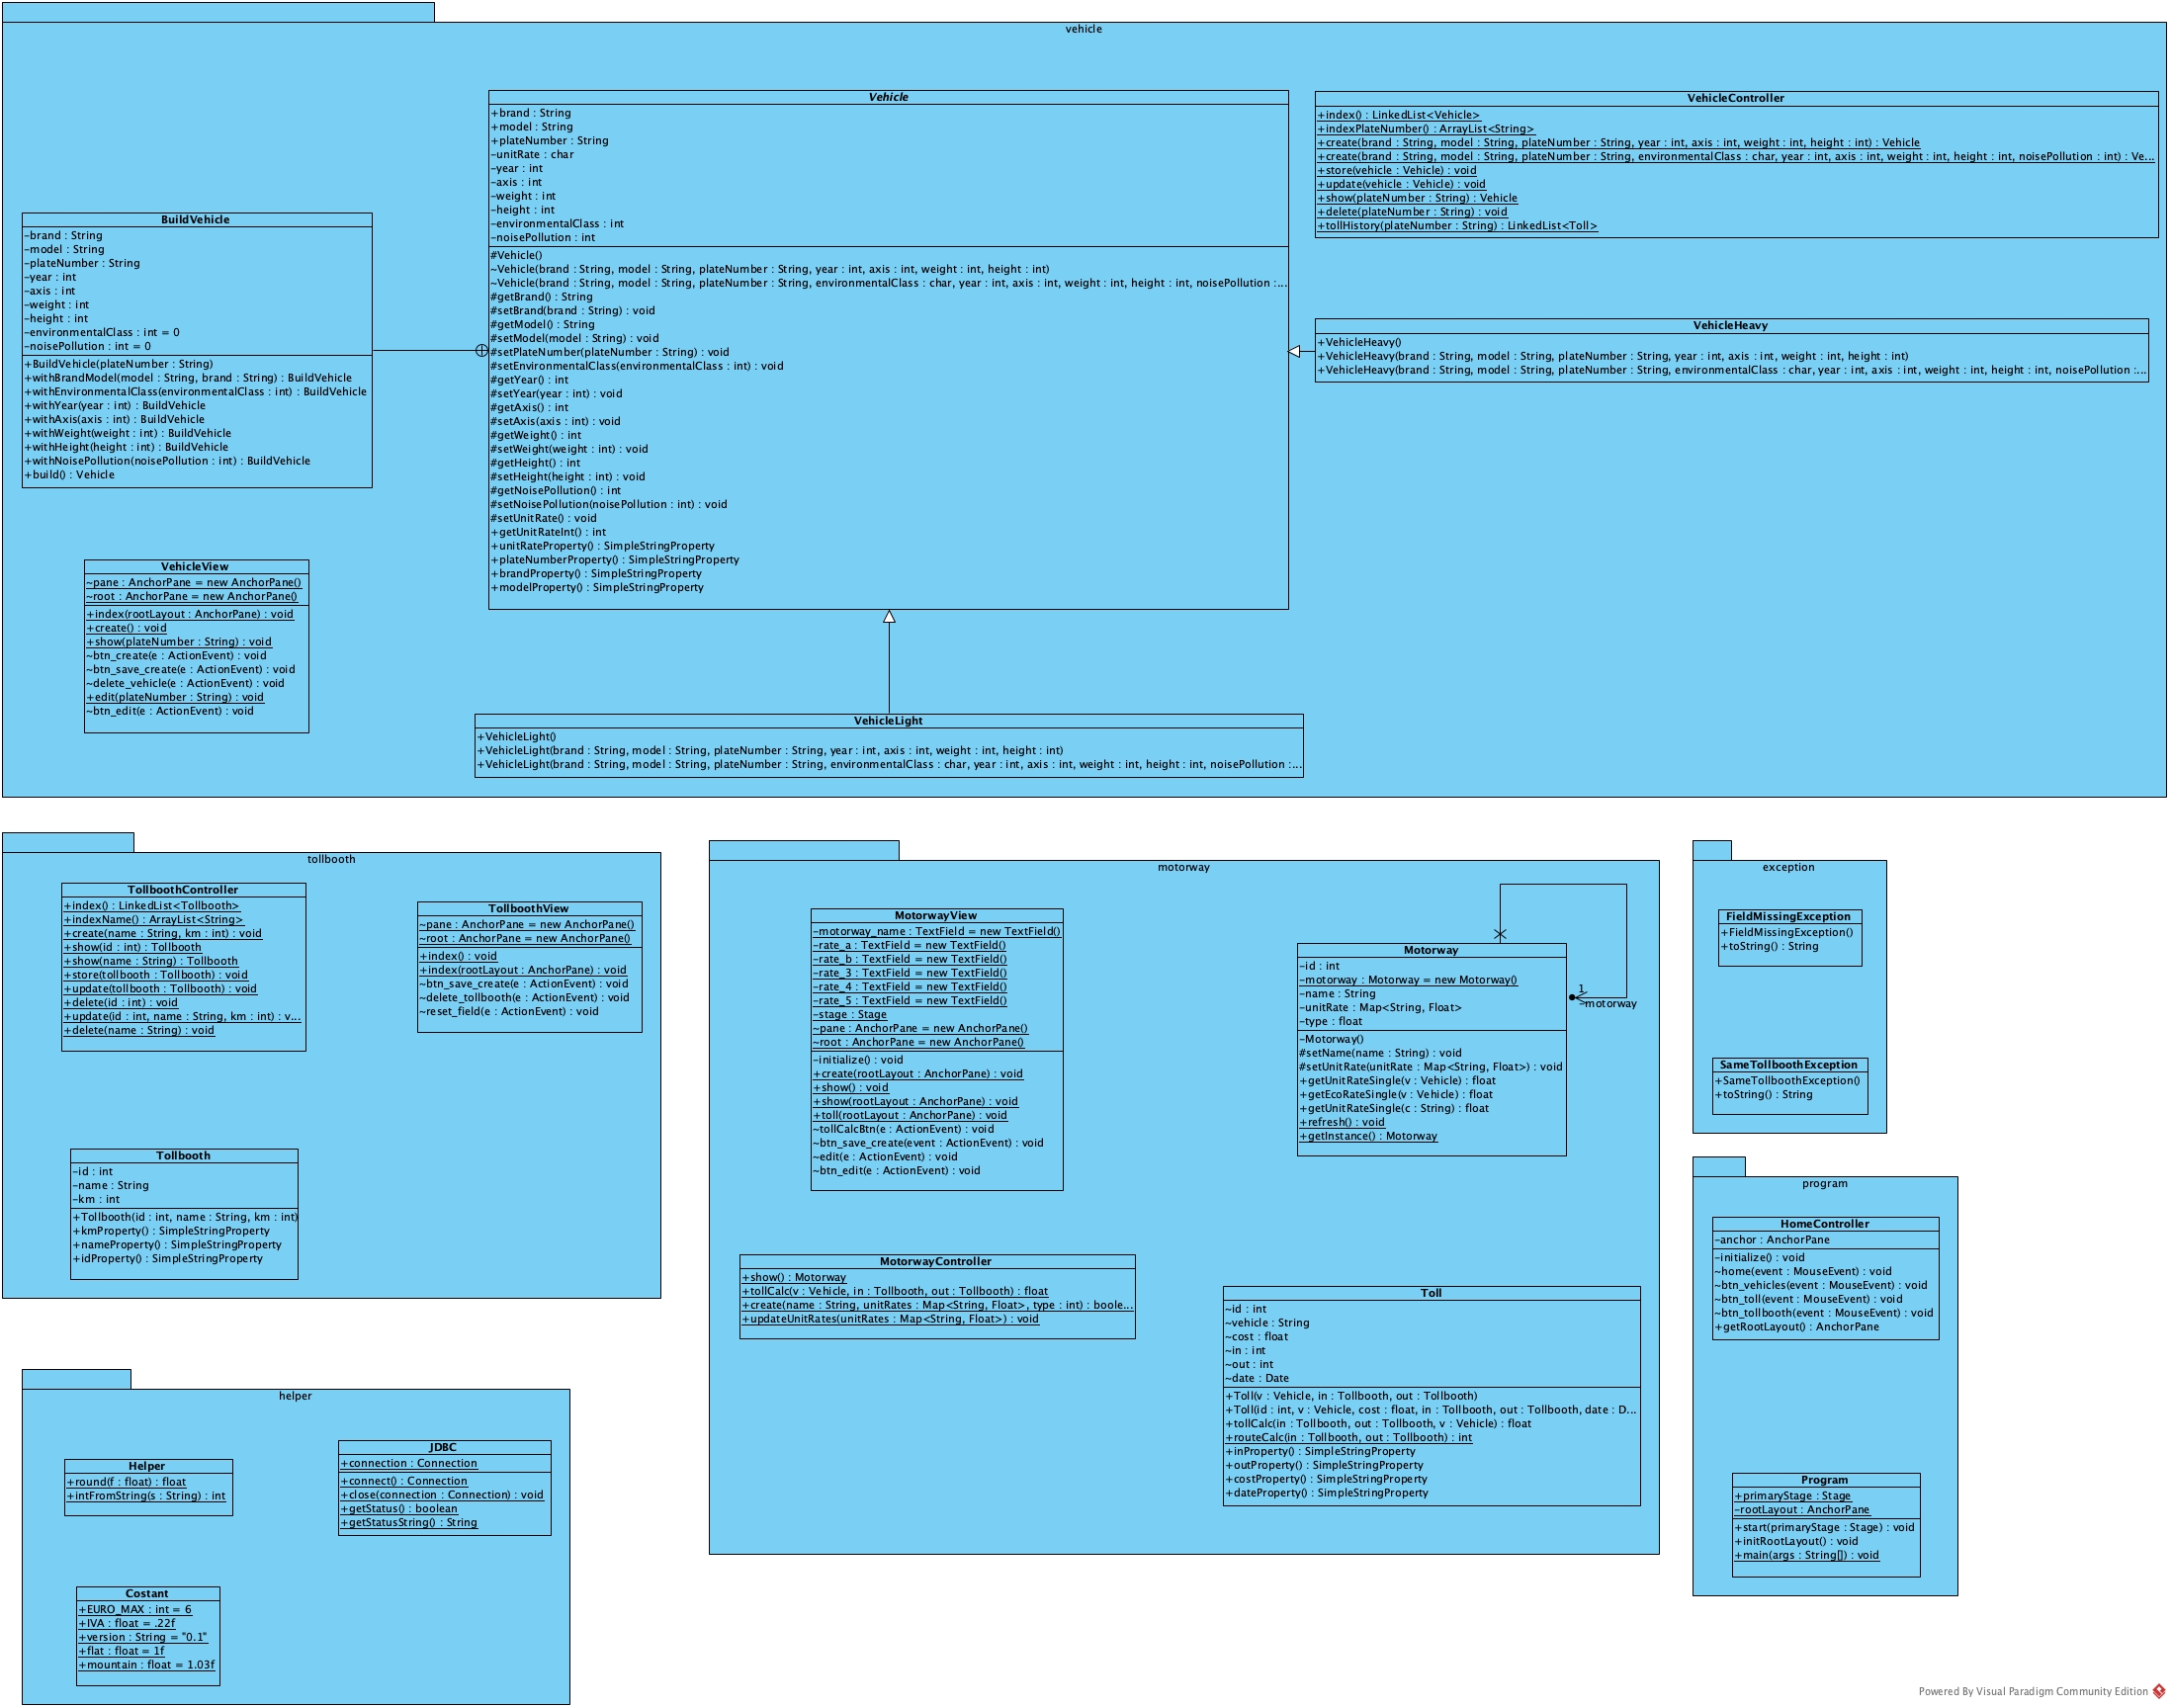 vehicle
Vehicle
+brand : String
+model : String
+plateNumber : String
-unitRate : char
-year : int
-axis : int
-weight : int
-height : int
-environmentalClass : int
-noisePollution : int
#Vehicle()
~Vehicle(brand : String, model : String, plateNumber : String, year : int, axis : int, weight : int, height : int)
~Vehicle(brand : String, model : String, plateNumber : String, environmentalClass : char, year : int, axis : int, weight : int, height : int, noisePollution :...
#getBrand() : String
#setBrand(brand : String) : void
#getModel() : String
#setModel(model : String) : void
#setPlateNumber(plateNumber : String) : void
#setEnvironmentalClass(environmentalClass : int) : void
#getYear() : int
#setYear(year : int) : void
#getAxis() : int
#setAxis(axis : int) : void
#getWeight() : int
#setWeight(weight : int) : void
#getHeight() : int
#setHeight(height : int) : void
#getNoisePollution() : int
#setNoisePollution(noisePollution : int) : void
#setUnitRate() : void
+getUnitRateInt() : int
+unitRateProperty() : SimpleStringProperty
+plateNumberProperty() : SimpleStringProperty
+brandProperty() : SimpleStringProperty
+modelProperty() : SimpleStringProperty
VehicleController
+index() : LinkedList<Vehicle>
+indexPlateNumber() : ArrayList<String>
+create(brand : String, model : String, plateNumber : String, year : int, axis : int, weight : int, height : int) : Vehicle
+create(brand : String, model : String, plateNumber : String, environmentalClass : char, year : int, axis : int, weight : int, height : int, noisePollution : int) : Ve...
+store(vehicle : Vehicle) : void
+update(vehicle : Vehicle) : void
+show(plateNumber : String) : Vehicle
+delete(plateNumber : String) : void
+tollHistory(plateNumber : String) : LinkedList<Toll>
BuildVehicle
-brand : String
-model : String
-plateNumber : String
-year : int
-axis : int
-weight : int
-height : int
-environmentalClass : int = 0
-noisePollution : int = 0
+BuildVehicle(plateNumber : String)
+withBrandModel(model : String, brand : String) : BuildVehicle
+withEnvironmentalClass(environmentalClass : int) : BuildVehicle
+withYear(year : int) : BuildVehicle
+withAxis(axis : int) : BuildVehicle
+withWeight(weight : int) : BuildVehicle
+withHeight(height : int) : BuildVehicle
+withNoisePollution(noisePollution : int) : BuildVehicle
+build() : Vehicle
VehicleHeavy
+VehicleHeavy()
+VehicleHeavy(brand : String, model : String, plateNumber : String, year : int, axis : int, weight : int, height : int)
+VehicleHeavy(brand : String, model : String, plateNumber : String, environmentalClass : char, year : int, axis : int, weight : int, height : int, noisePollution :...
VehicleView
~pane : AnchorPane = new AnchorPane()
~root : AnchorPane = new AnchorPane()
+index(rootLayout : AnchorPane) : void
+create() : void
+show(plateNumber : String) : void
~btn_create(e : ActionEvent) : void
~btn_save_create(e : ActionEvent) : void
~delete_vehicle(e : ActionEvent) : void
+edit(plateNumber : String) : void
~btn_edit(e : ActionEvent) : void
VehicleLight
+VehicleLight()
+VehicleLight(brand : String, model : String, plateNumber : String, year : int, axis : int, weight : int, height : int)
+VehicleLight(brand : String, model : String, plateNumber : String, environmentalClass : char, year : int, axis : int, weight : int, height : int, noisePollution :...
tollbooth
TollboothController
+index() : LinkedList<Tollbooth>
+indexName() : ArrayList<String>
+create(name : String, km : int) : void
+show(id : int) : Tollbooth
+show(name : String) : Tollbooth
+store(tollbooth : Tollbooth) : void
+update(tollbooth : Tollbooth) : void
+delete(id : int) : void
+update(id : int, name : String, km : int) : v...
+delete(name : String) : void
TollboothView
~pane : AnchorPane = new AnchorPane()
~root : AnchorPane = new AnchorPane()
+index() : void
+index(rootLayout : AnchorPane) : void
~btn_save_create(e : ActionEvent) : void
~delete_tollbooth(e : ActionEvent) : void
~reset_field(e : ActionEvent) : void
Tollbooth
-id : int
-name : String
-km : int
+Tollbooth(id : int, name : String, km : int)
+kmProperty() : SimpleStringProperty
+nameProperty() : SimpleStringProperty
+idProperty() : SimpleStringProperty
motorway
MotorwayView
-motorway_name : TextField = new TextField()
-rate_a : TextField = new TextField()
-rate_b : TextField = new TextField()
-rate_3 : TextField = new TextField()
-rate_4 : TextField = new TextField()
-rate_5 : TextField = new TextField()
-stage : Stage
~pane : AnchorPane = new AnchorPane()
~root : AnchorPane = new AnchorPane()
-initialize() : void
+create(rootLayout : AnchorPane) : void
+show() : void
+show(rootLayout : AnchorPane) : void
+toll(rootLayout : AnchorPane) : void
~tollCalcBtn(e : ActionEvent) : void
~btn_save_create(event : ActionEvent) : void
~edit(e : ActionEvent) : void
~btn_edit(e : ActionEvent) : void
Motorway
-id : int
-motorway : Motorway = new Motorway()
-name : String
-unitRate : Map<String, Float>
-type : float
-Motorway()
#setName(name : String) : void
#setUnitRate(unitRate : Map<String, Float>) : void
+getUnitRateSingle(v : Vehicle) : float
+getEcoRateSingle(v : Vehicle) : float
+getUnitRateSingle(c : String) : float
+refresh() : void
+getInstance() : Motorway
1
-motorway
MotorwayController
+show() : Motorway
+tollCalc(v : Vehicle, in : Tollbooth, out : Tollbooth) : float
+create(name : String, unitRates : Map<String, Float>, type : int) : boole...
+updateUnitRates(unitRates : Map<String, Float>) : void
Toll
~id : int
~vehicle : String
~cost : float
~in : int
~out : int
~date : Date
+Toll(v : Vehicle, in : Tollbooth, out : Tollbooth)
+Toll(id : int, v : Vehicle, cost : float, in : Tollbooth, out : Tollbooth, date : D...
+tollCalc(in : Tollbooth, out : Tollbooth, v : Vehicle) : float
+routeCalc(in : Tollbooth, out : Tollbooth) : int
+inProperty() : SimpleStringProperty
+outProperty() : SimpleStringProperty
+costProperty() : SimpleStringProperty
+dateProperty() : SimpleStringProperty
exception
FieldMissingException
+FieldMissingException()
+toString() : String
SameTollboothException
+SameTollboothException()
+toString() : String
program
HomeController
-anchor : AnchorPane
-initialize() : void
~home(event : MouseEvent) : void
~btn_vehicles(event : MouseEvent) : void
~btn_toll(event : MouseEvent) : void
~btn_tollbooth(event : MouseEvent) : void
+getRootLayout() : AnchorPane
Program
+primaryStage : Stage
-rootLayout : AnchorPane
+start(primaryStage : Stage) : void
+initRootLayout() : void
+main(args : String[]) : void
helper
Helper
+round(f : float) : float
+intFromString(s : String) : int
JDBC
+connection : Connection
+connect() : Connection
+close(connection : Connection) : void
+getStatus() : boolean
+getStatusString() : String
Costant
+EURO_MAX : int = 6
+IVA : float = .22f
+version : String = "0.1"
+flat : float = 1f
+mountain : float = 1.03f
Powered By Visual Paradigm Community Edition